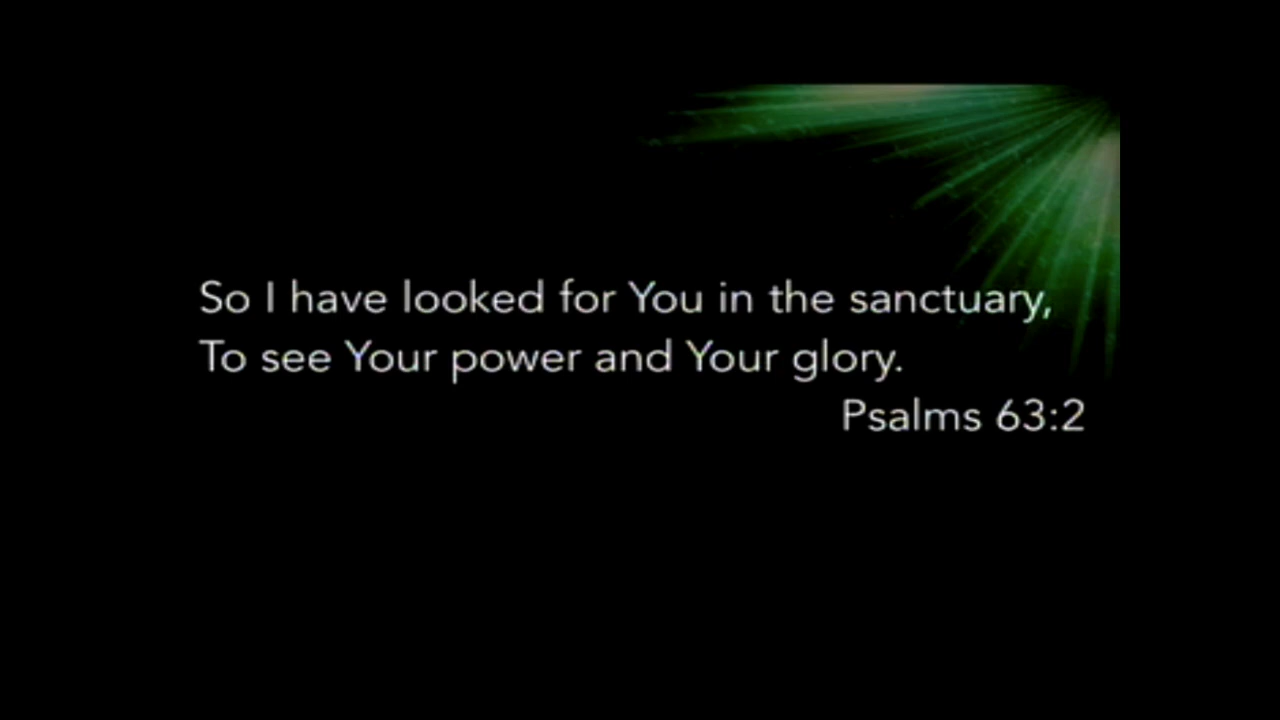 So I have looked for You in the sanctuary,
To see Your power and Your glory.
Psalms 63:2